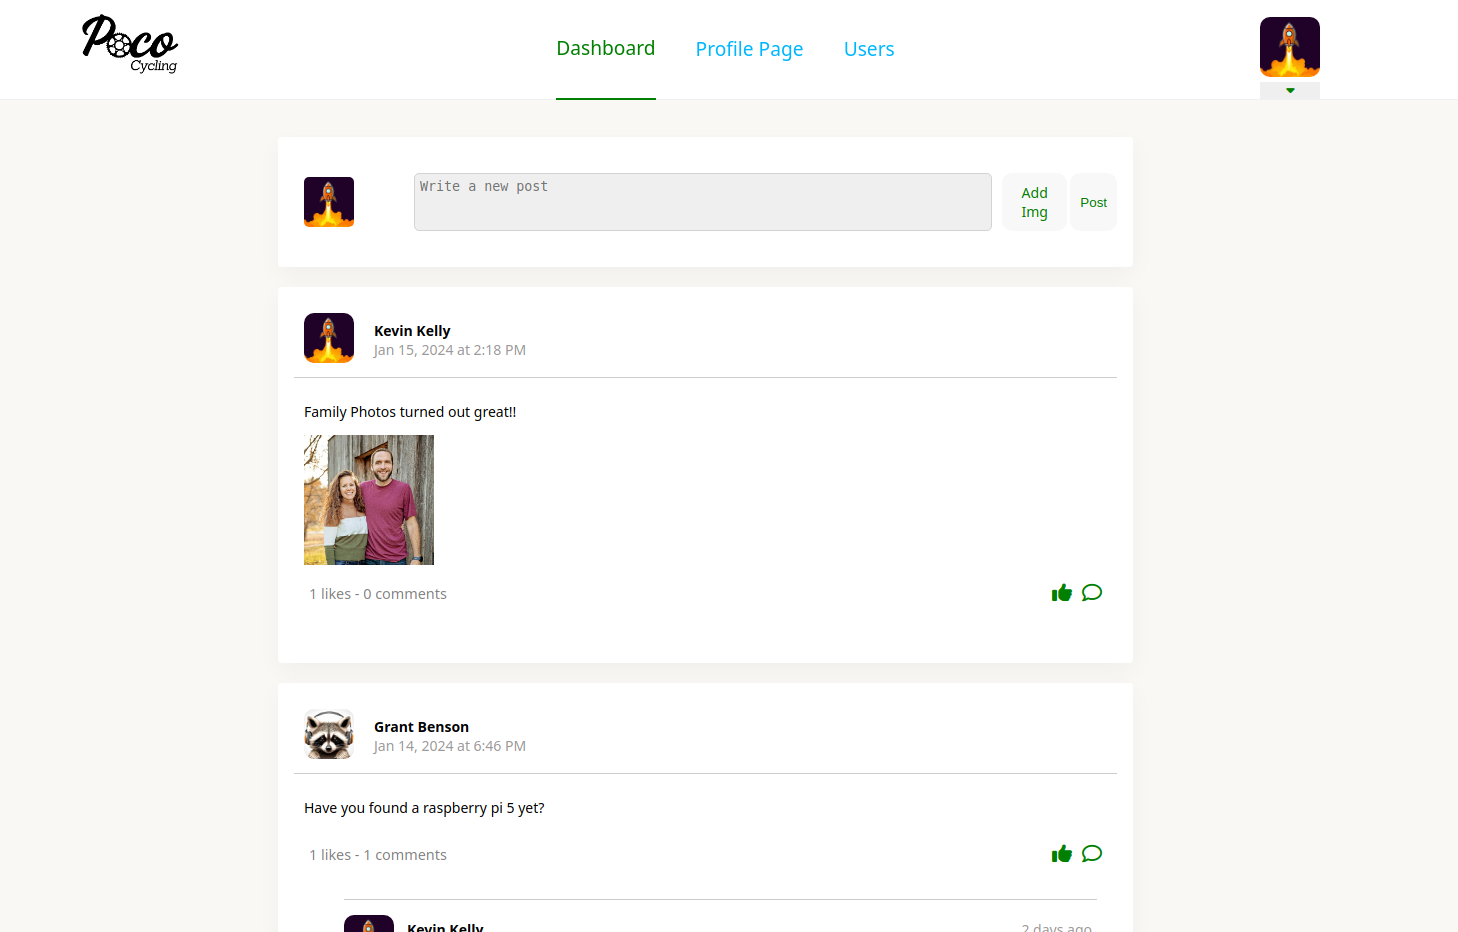 Poco
Cycling
Dashboard
Profile Page
Users
Write a new post
Add
Img
Post
Kevin Kelly
Jan 15, 2024 at 2:18 PM
Family Photos turned out great!!
1 likes - 0 comments
Grant Benson
Jan 14, 2024 at 6:46 PM
Have you found a raspberry pi 5 yet?
1 likes - 1 comments
Kevin Kelly
2 days ago